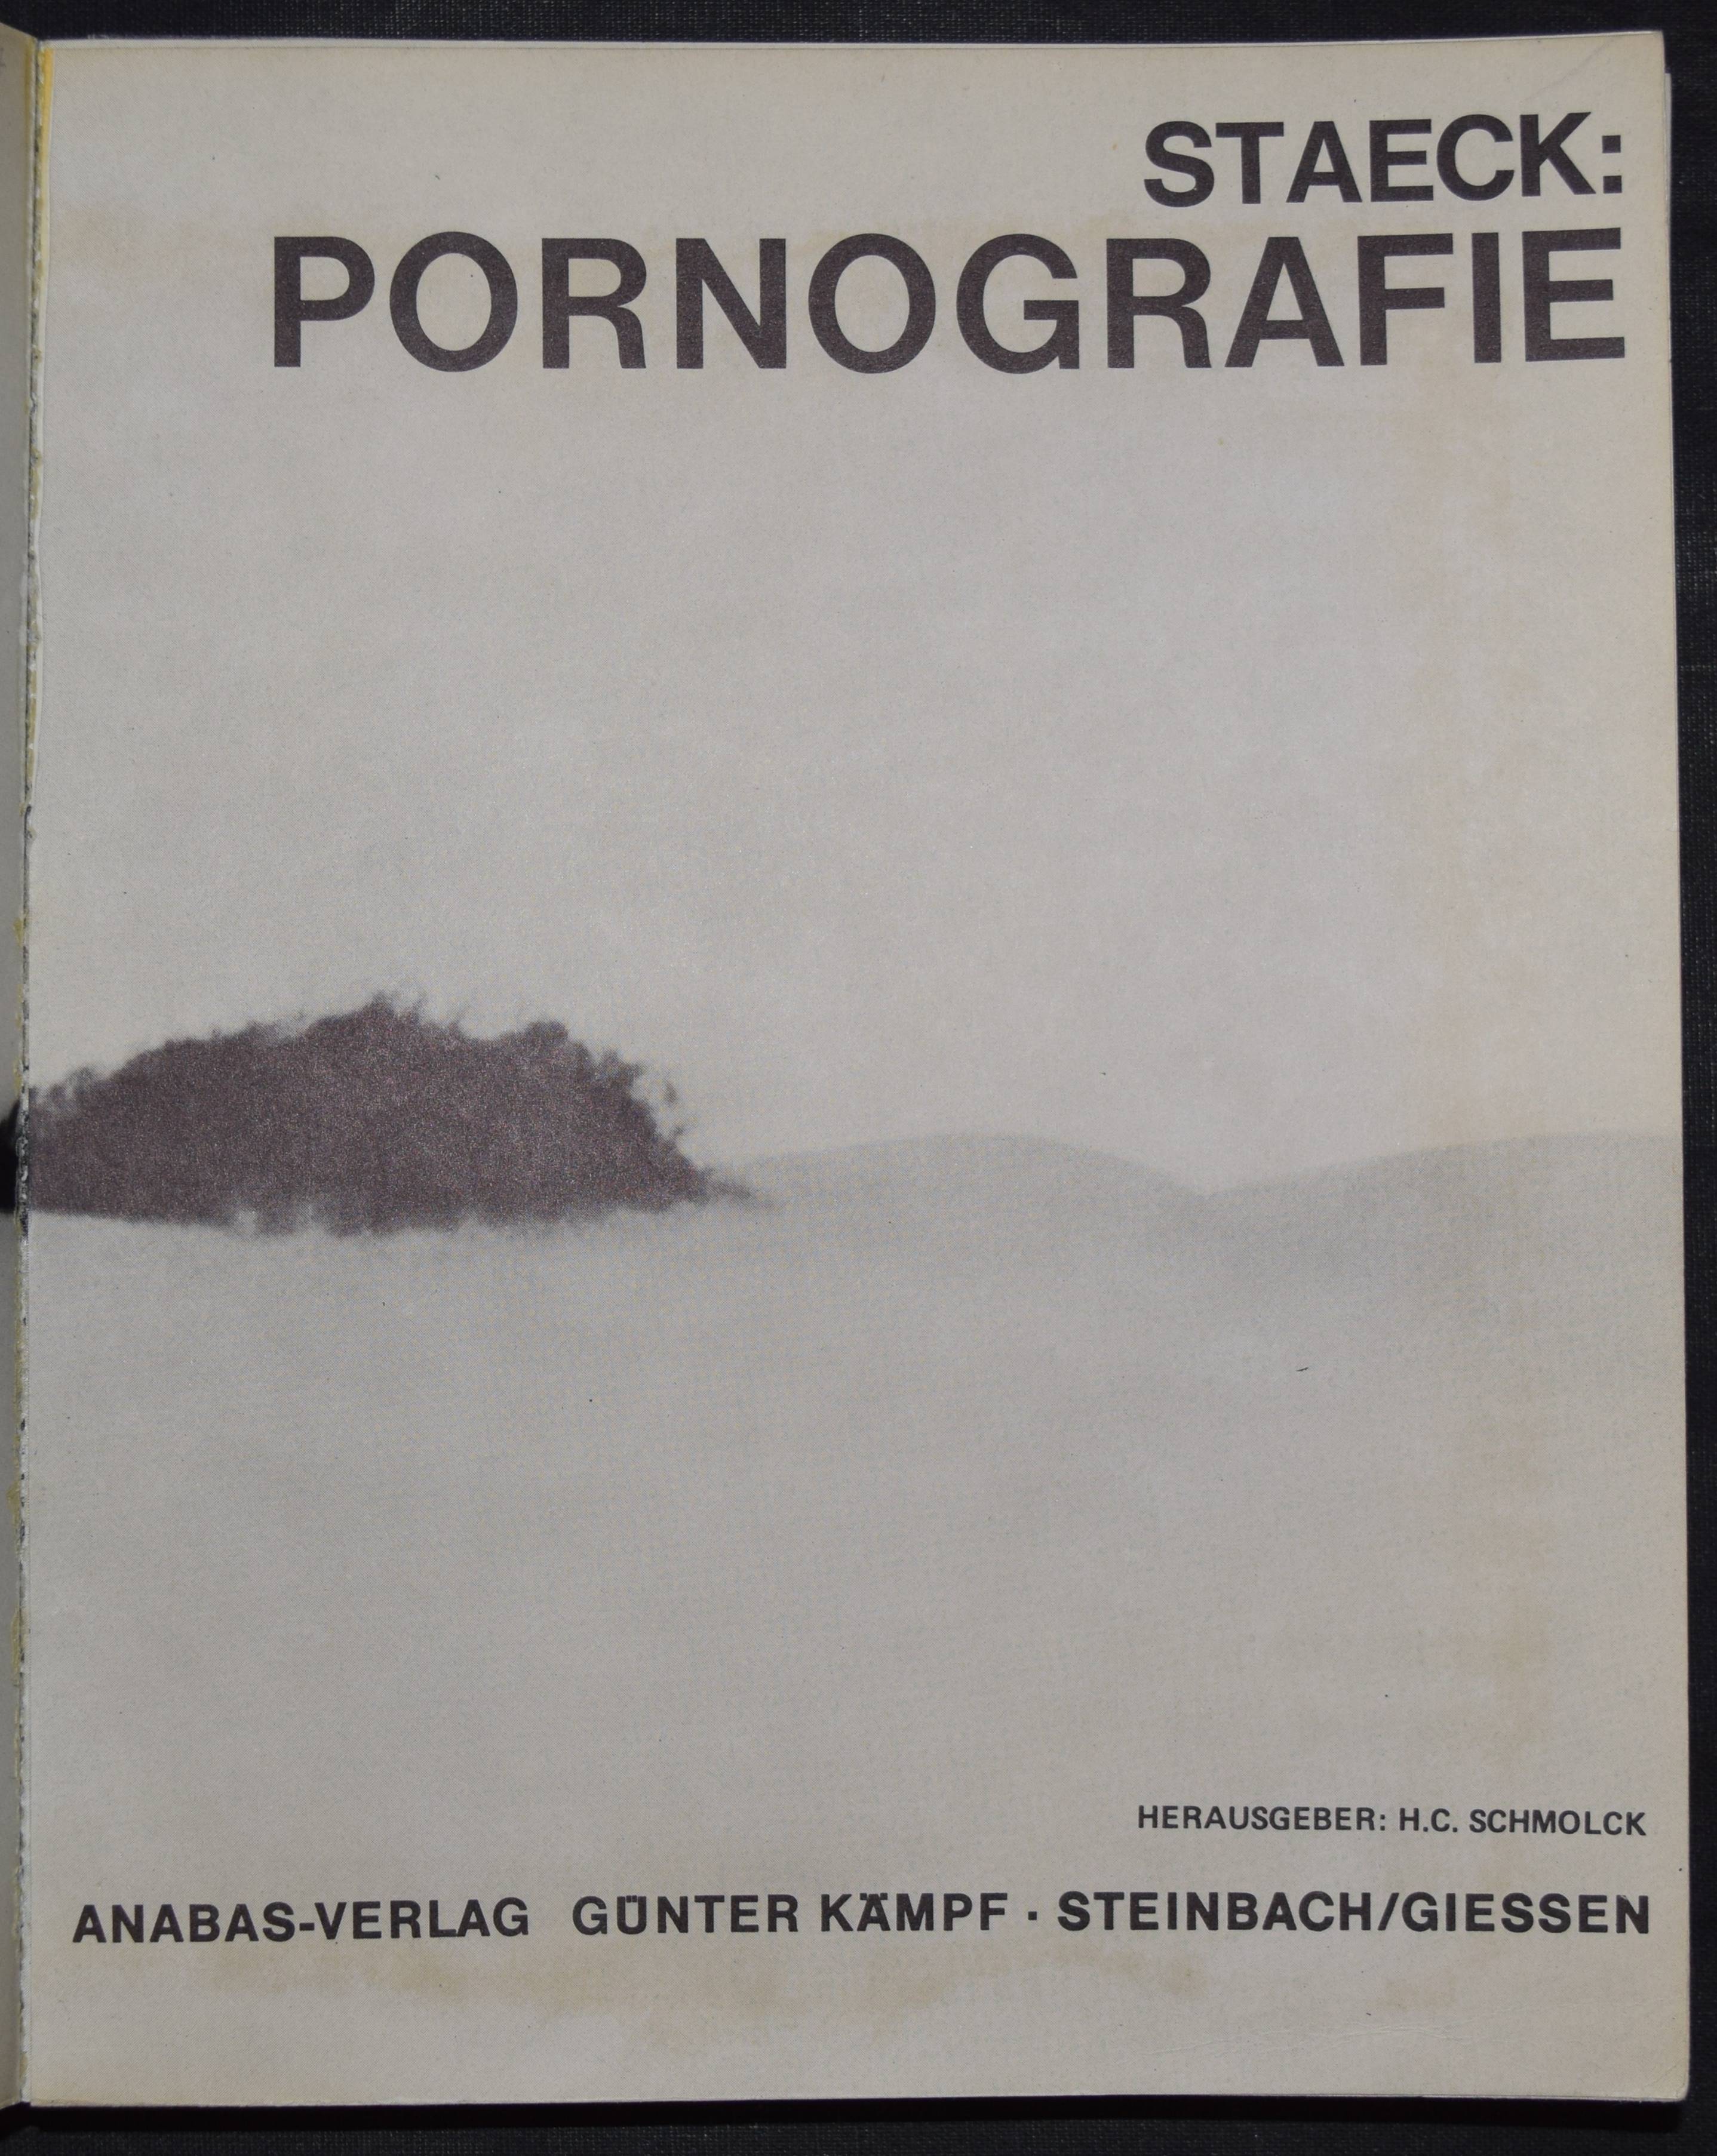 STAECK:
PORNOGRAFIE
HERAUSGEBER: H.C. SCHMOLCK
ANABAS-VERLAG GÜNTER KÄMPF · STEINBACH/GIESSEN